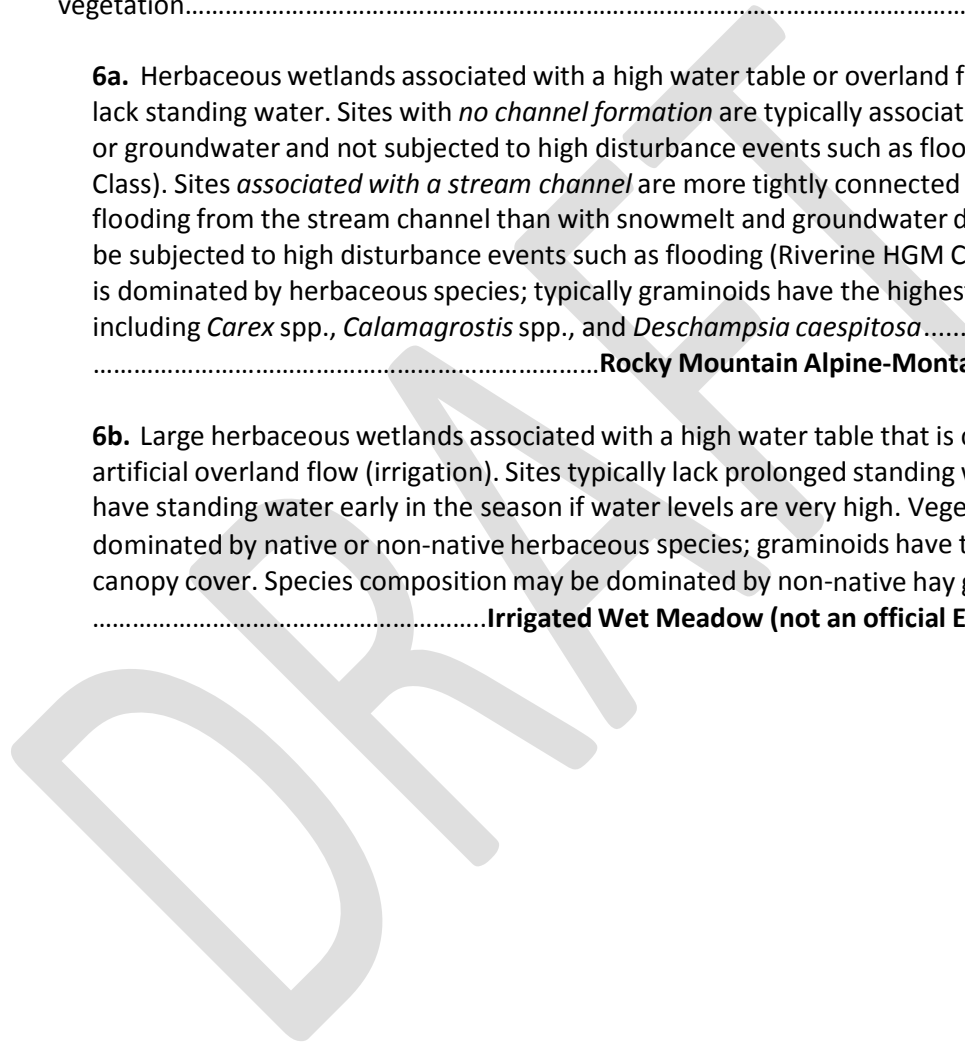 vegetation……………………………………………………………………………………………………
6a. Herbaceous wetlands associated with a high water table or overland f
lack standing water. Sites with no channel formation are typically associat
or groundwater and not subjected to high disturbance events such as floo
Class). Sites associated with a stream channel are more tightly connected
flooding from the stream channel than with snowmelt and groundwater d
be subjected to high disturbance events such as flooding (Riverine HGM C
is dominated by herbaceous species; typically graminoids have the highest
including Carex spp., Calamagrostis spp., and Deschampsia caespitosa......
…………………………………………………………………Rocky Mountain Alpine-Monta
6b. Large herbaceous wetlands associated with a high water table that is c
artificial overland flow (irrigation). Sites typically lack prolonged standing w
have standing water early in the season if water levels are very high. Vege
dominated by native or non-native herbaceous species; graminoids have t
canopy cover. Species composition may be dominated by non-native hay g
…………………………………………………..Irrigated Wet Meadow (not an official E
DRAFT